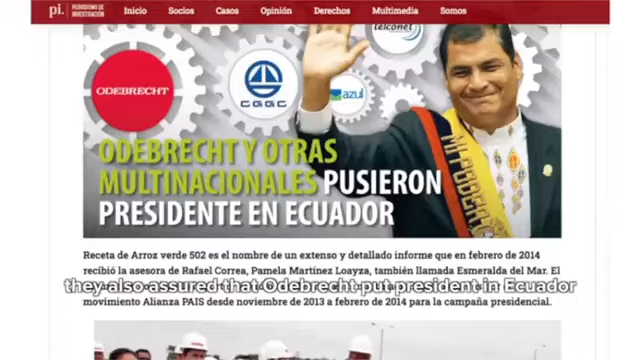 pi. PERIODISMO DE INVESTIGACIÓN Inicio Socios Casos Opinión Derechos Multimedia Somos
telconet
ODEBRECHT
CGGC
azul
MI PODER
ODEBRECHT Y OTRAS
MULTINACIONALES PUSIERON
PRESIDENTE EN ECUADOR
Receta de Arroz verde 502 es el nombre de un extenso y detallado informe que en febrero de 2014
recibió la asesora de Rafael Correa, Pamela Martínez Loayza, también llamada Esmeralda del Mar. El
they also assured that Odebrecht put president in Ecuador
movimiento Alianza PAIS desde noviembre de 2013 a febrero de 2014 para la campaña presidencial.